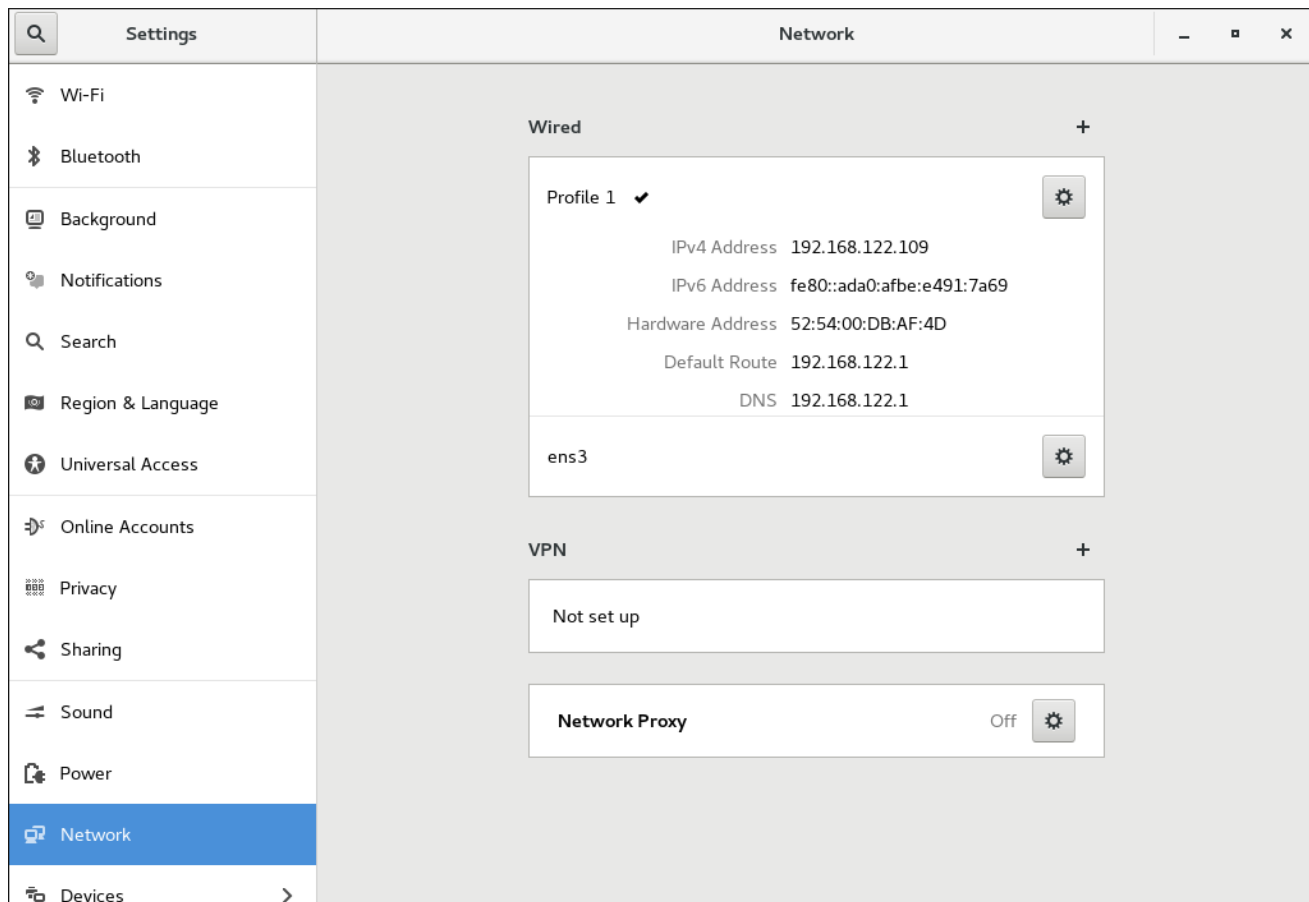 Settings
Network
Wi-Fi
Bluetooth
Background
Notifications
Search
Region & Language
Universal Access
Online Accounts
Privacy
Sharing
Sound
Power
Network
Devices
Wired
Profile 1
IPv4 Address 192.168.122.109
IPv6 Address fe80::ada0:afbe:e491:7a69
Hardware Address 52:54:00:DB:AF:4D
Default Route 192.168.122.1
DNS 192.168.122.1
ens3
VPN
Not set up
Network Proxy Off